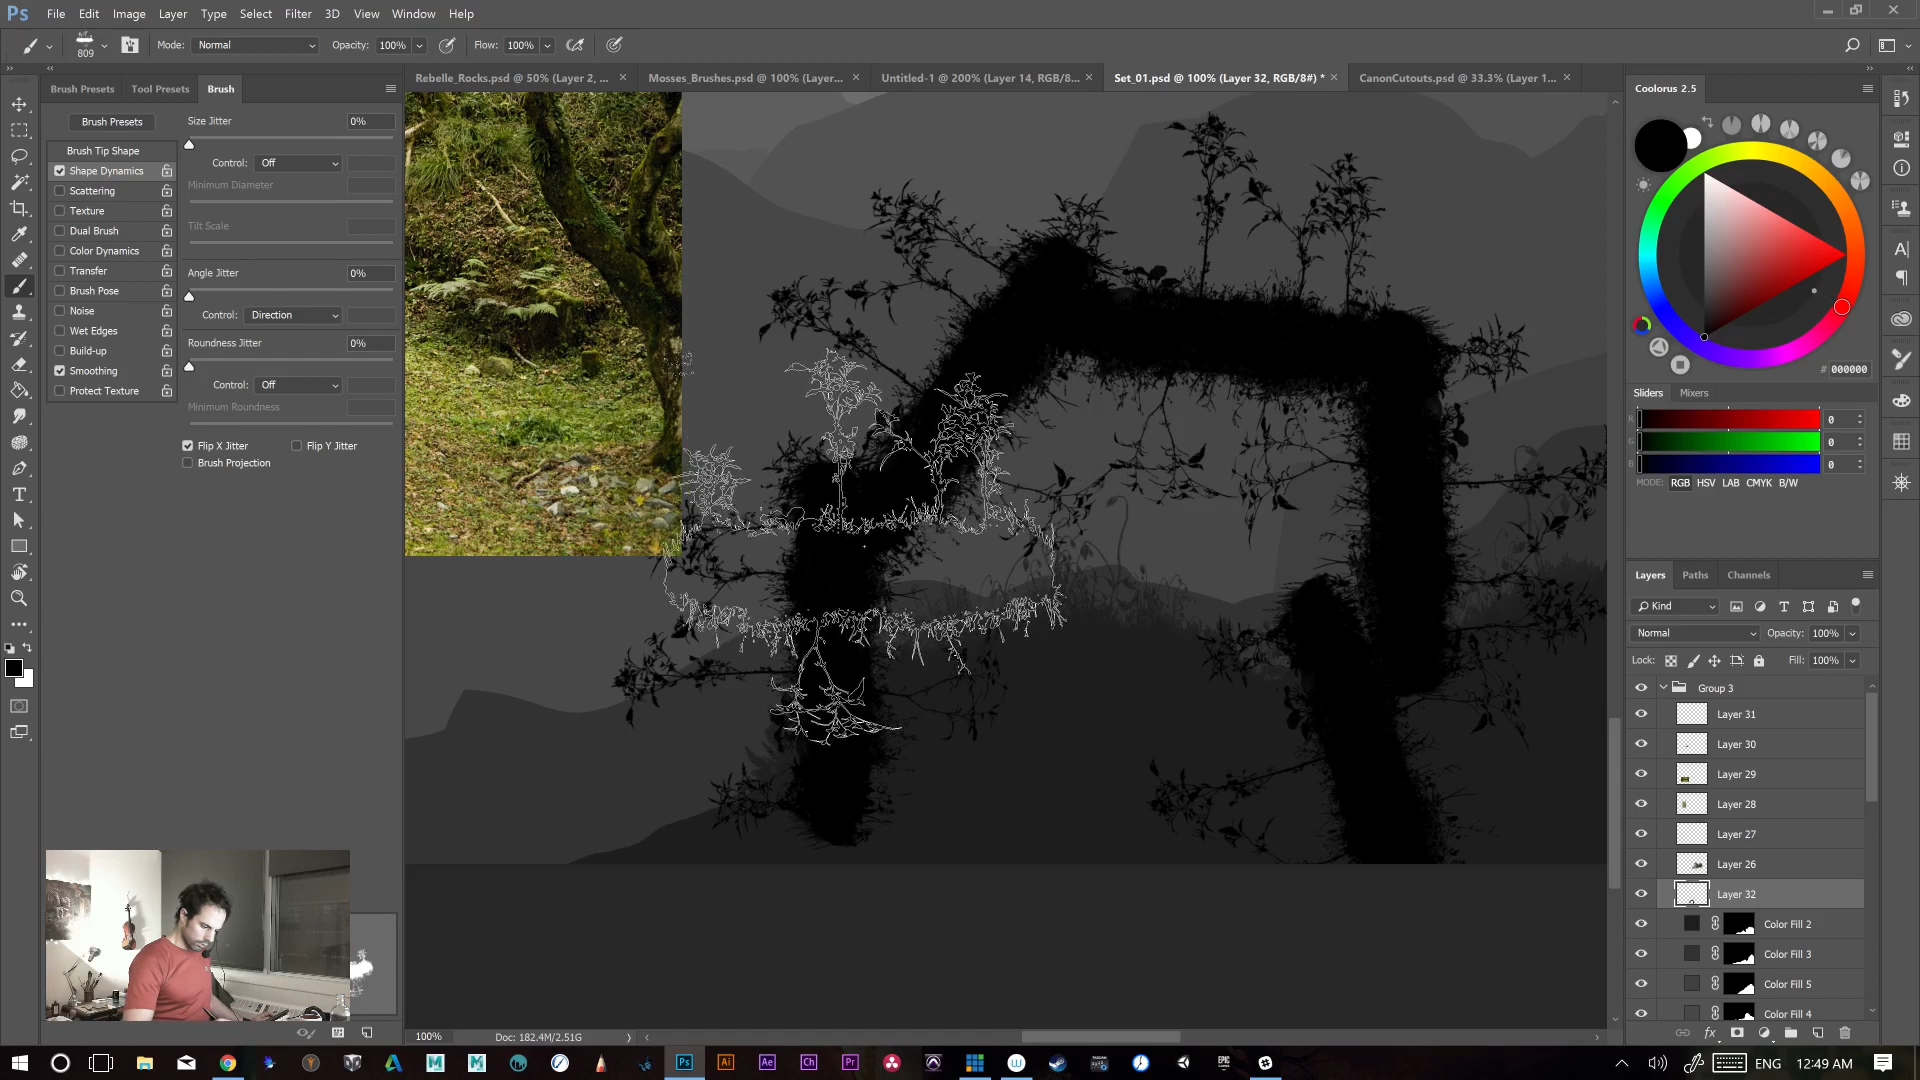 Ps File Edit Image Layer Type Select Filter 3D View Window Help
809 Mode: Normal Opacity: 100% Flow: 100%
Brush Presets Tool Presets Brush
Rebelle_Rocks.psd @ 50% (Layer 2, ... × Mosses_Brushes.psd @ 100% (Layer... × Untitled-1 @ 200% (Layer 14, RGB/8... × Set_01.psd @ 100% (Layer 32, RGB/8#) * × CanonCutouts.psd @ 33.3% (Layer 1... ×
Coolorus 2.5
Brush Presets
Size Jitter 0%
Brush Tip Shape
Shape Dynamics
Control: Off
Scattering
Minimum Diameter
Texture
Tilt Scale
Dual Brush
Color Dynamics
Transfer
Angle Jitter 0%
Brush Pose
Noise
Control: Direction
Wet Edges
Roundness Jitter 0%
Build-up
Smoothing
Control: Off
Protect Texture
Minimum Roundness
Flip X Jitter Flip Y Jitter
Brush Projection
# 000000
Sliders Mixers
R 0
G 0
B 0
MODE: RGB HSV LAB CMYK B/W
Layers Paths Channels
Kind
Normal Opacity: 100%
Lock: Fill: 100%
Group 3
Layer 31
Layer 30
Layer 29
Layer 28
Layer 27
Layer 26
Layer 32
Color Fill 2
Color Fill 3
Color Fill 5
Color Fill 4
100% Doc: 182.4M/2.51G
Ps Ai Ae Ch Pr
ENG 12:49 AM